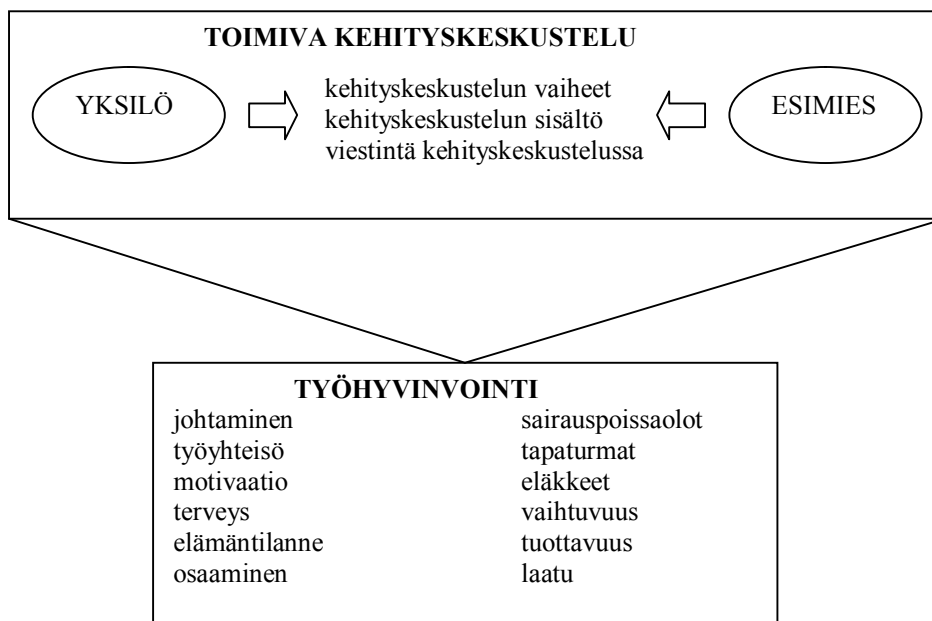 TOIMIVA KEHITYSKESKUSTELU
YKSILÖ
kehityskeskustelun vaiheet
kehityskeskustelun sisältö
viestintä kehityskeskustelussa
ESIMIES
TYÖHYVINVOINTI
johtaminen
työyhteisö
motivaatio
terveys
elämäntilanne
osaaminen
sairauspoissaolot
tapaturmat
eläkkeet
vaihtuvuus
tuottavuus
laatu